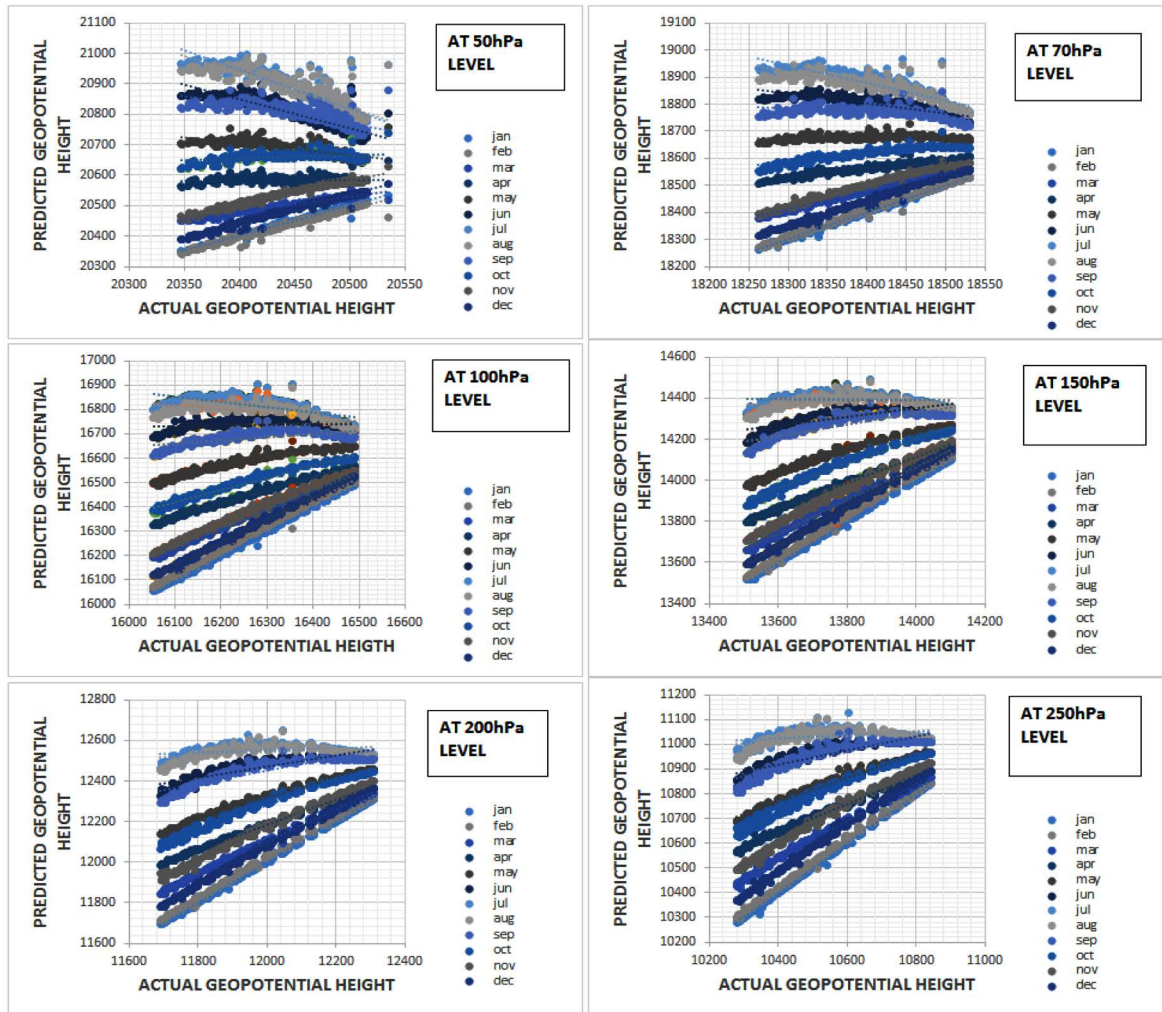 PREDICTED GEOPOTENTIAL
HEIGHT
21100
21000
20900
20800
20700
20600
20500
20400
20300
20300 20350 20400 20450 20500 20550
ACTUAL GEOPOTENTIAL HEIGHT
AT 50hPa
LEVEL
jan
feb
mar
apr
may
jun
jul
aug
sep
oct
nov
dec
PREDICTED GEOPOTENTIAL
HEIGHT
19100
19000
18900
18800
18700
18600
18500
18400
18300
18200
18200 18250 18300 18350 18400 18450 18500 18550
ACTUAL GEOPOTENTIAL HEIGHT
AT 70hPa
LEVEL
jan
feb
mar
apr
may
jun
jul
aug
sep
oct
nov
dec
PREDICTED GEOPOTENTIAL
HEIGHT
17000
16900
16800
16700
16600
16500
16400
16300
16200
16100
16000
16000 16100 16200 16300 16400 16500 16600
ACTUAL GEOPOTENTIAL HEIGTH
AT 100hPa
LEVEL
jan
feb
mar
apr
may
jun
jul
aug
sep
oct
nov
dec
PREDICTED GEOPOTENTIAL
HEIGHT
14600
14400
14200
14000
13800
13600
13400
13400 13600 13800 14000 14200
ACTUAL GEOPOTENTIAL HEIGHT
AT 150hPa
LEVEL
jan
feb
mar
apr
may
jun
jul
aug
sep
oct
nov
dec
PREDICTED GEOPOTENTIAL
HEIGHT
12800
12600
12400
12200
12000
11800
11600
11600 11800 12000 12200 12400
ACTUAL GEOPOTENTIAL HEIGHT
AT 200hPa
LEVEL
jan
feb
mar
apr
may
jun
jul
aug
sep
oct
nov
dec
PREDICTED GEOPOTENTIAL
HEIGHT
11200
11100
11000
10900
10800
10700
10600
10500
10400
10300
10200
10200 10400 10600 10800 11000
ACTUAL GEOPOTENTIAL HEIGHT
AT 250hPa
LEVEL
jan
feb
mar
apr
may
jun
jul
aug
sep
oct
nov
dec